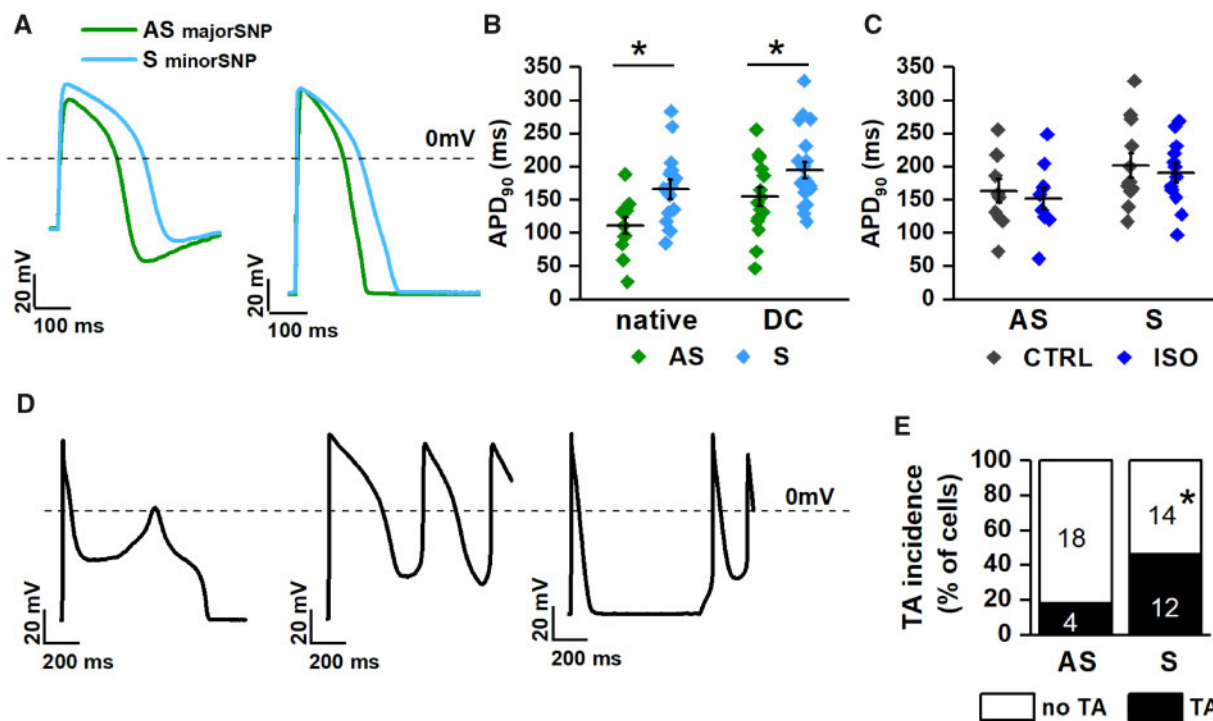 A
AS majorSNP
S minorSNP
0mV
20 mV
100 ms
20 mV
100 ms
B
* *
APD90 (ms)
350
300
250
200
150
100
50
0
native DC
AS S
C
APD90 (ms)
350
300
250
200
150
100
50
0
AS S
CTRL ISO
D
0mV
20 mV
200 ms
20 mV
200 ms
20 mV
200 ms
E
TA incidence
(% of cells)
100
80
60
40
20
0
18
4
14 *
12
AS S
no TA TA